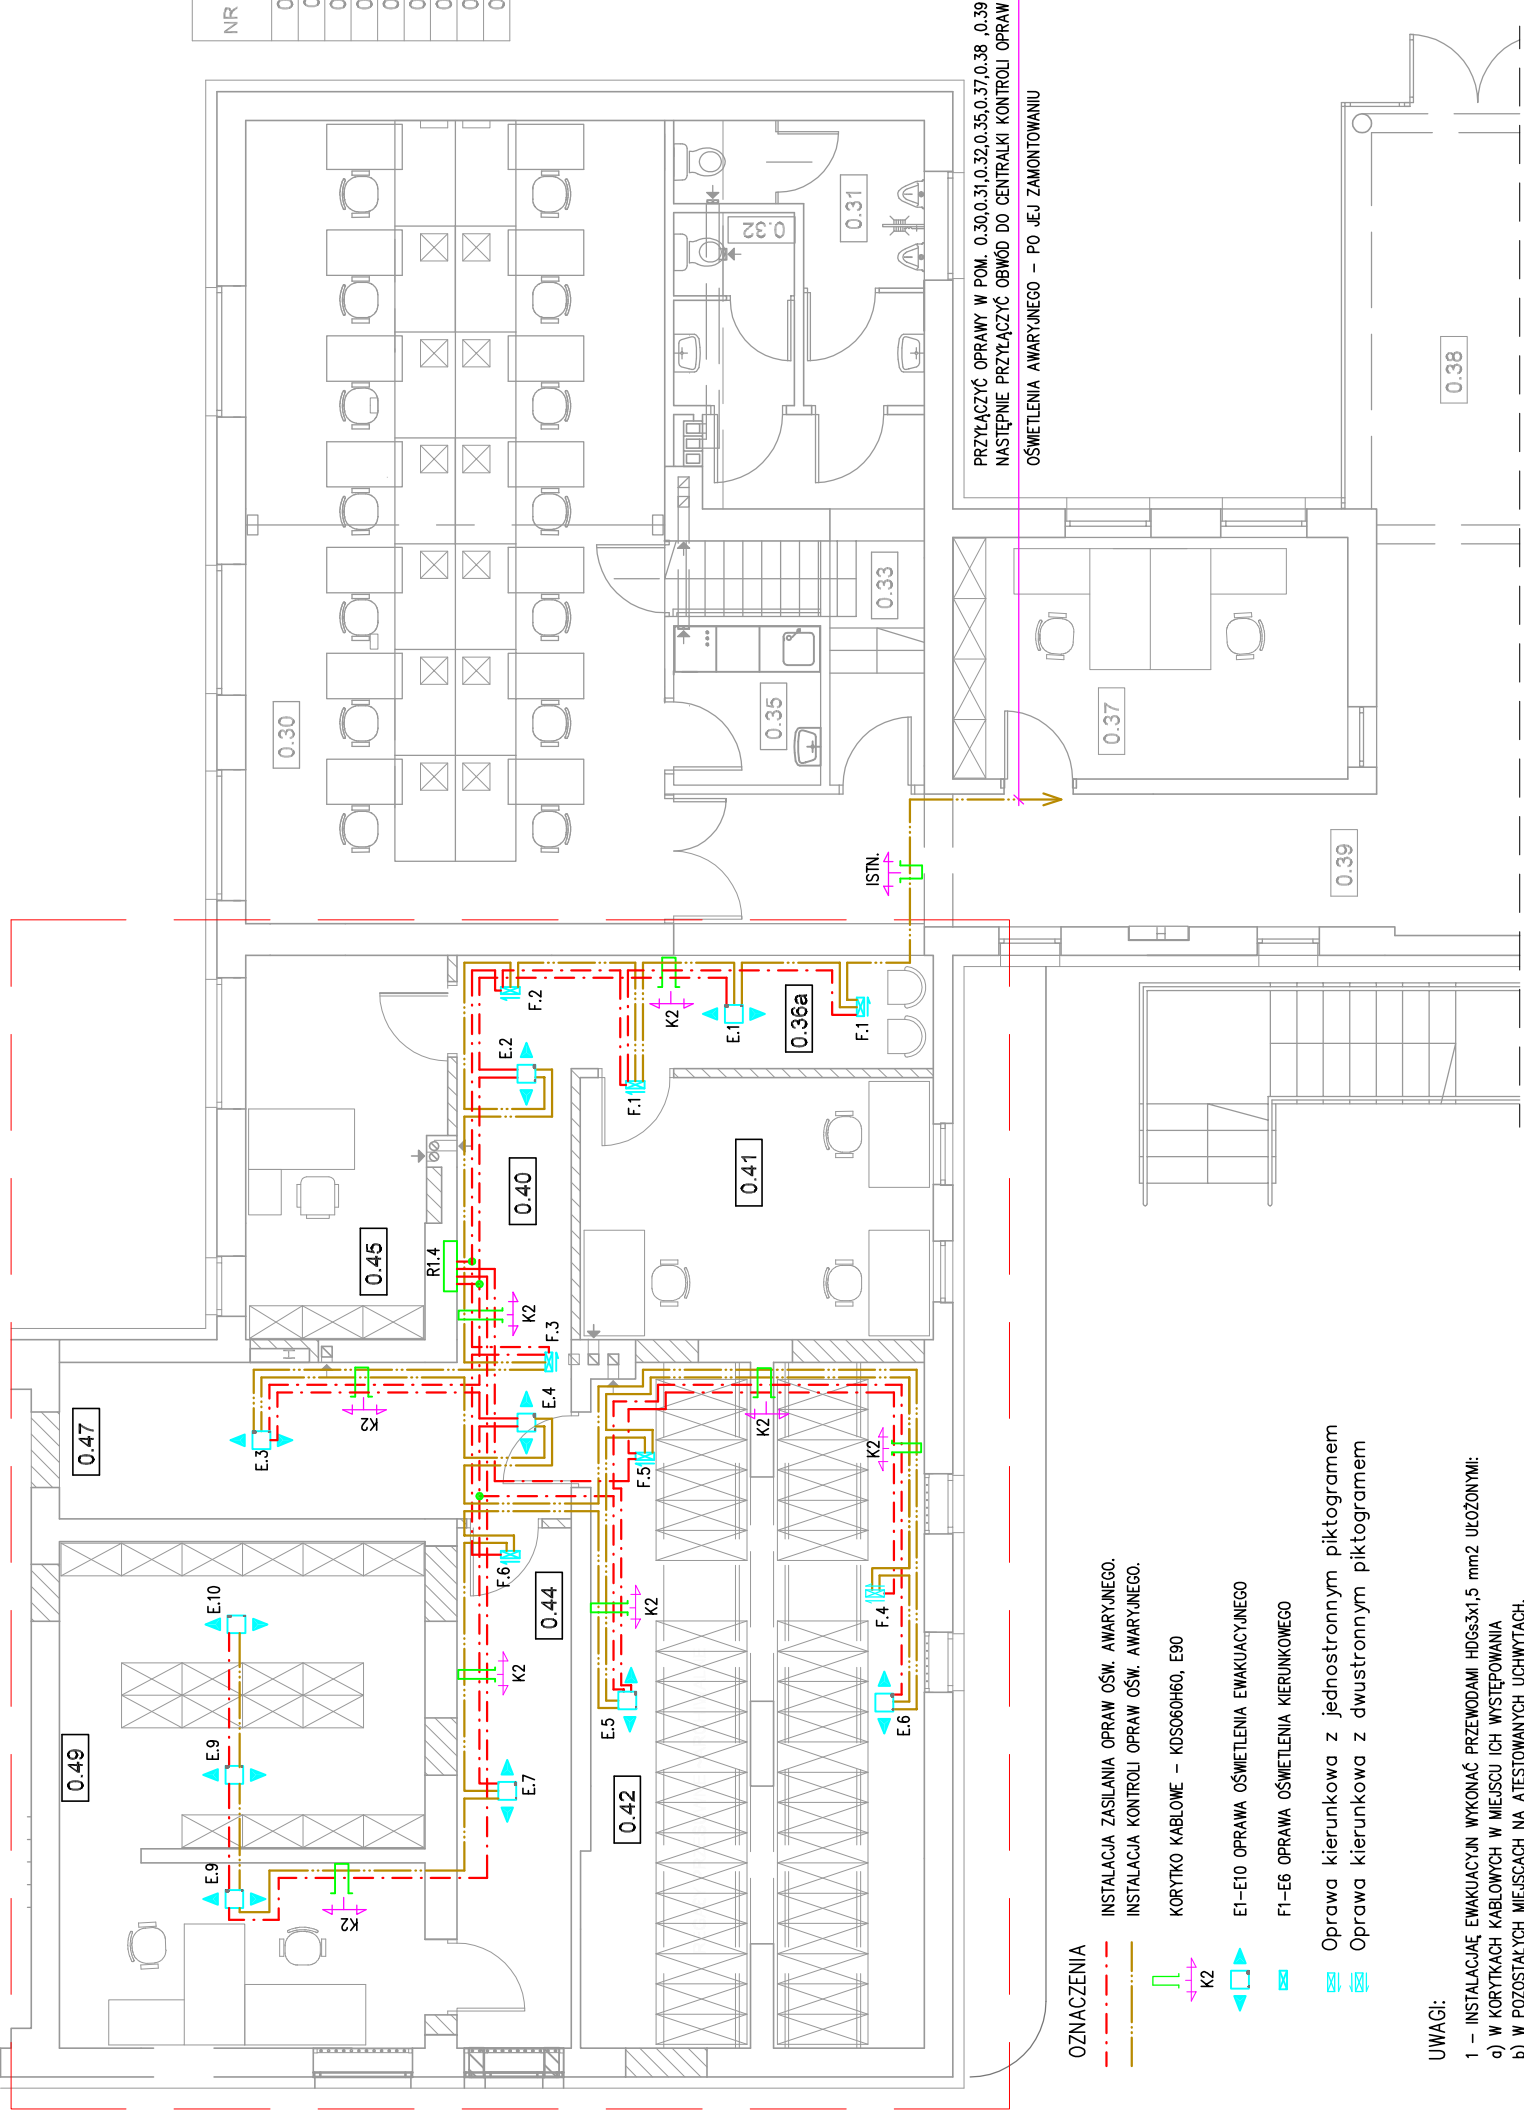 NR
PRZYŁĄCZYĆ OPRAWY W POM. 0.30,0.31,0.32,0.35,0.37,0.38 ,0.39
NASTĘPNIE PRZYŁĄCZYĆ OBWÓD DO CENTRALKI KONTROLI OPRAW
OŚWIETLENIA AWARYJNEGO – PO JEJ ZAMONTOWANIU
0.30
0.32
0.31
0.33
0.35
0.37
0.38
0.39
ISTN.
0.45
R1.4
0.40
0.41
0.36a
E.2
F.2
F.1
K2
E.1
F.1
K2
F.3
E.4
0.47
E.3
K2
F.5
K2
K2
F.6
0.44
K2
K2
F.4
E.5
E.6
0.42
E.7
0.49
E.10
E.9
E.9
K2
OZNACZENIA
INSTALACJA ZASILANIA OPRAW OŚW. AWARYJNEGO.
INSTALACJA KONTROLI OPRAW OŚW. AWARYJNEGO.
K2
KORYTKO KABLOWE – KDSO60H60, E90
E1–E10 OPRAWA OŚWIETLENIA EWAKUACYJNEGO
F1–E6 OPRAWA OŚWIETLENIA KIERUNKOWEGO
Oprawa kierunkowa z jednostronnym piktogramem
Oprawa kierunkowa z dwustronnym piktogramem
UWAGI:
1 – INSTALACJAĘ EWAKUACYJN WYKONAĆ PRZEWODAMI HDGs3x1,5 mm2 UŁOŻONYMI:
a) W KORYTKACH KABLOWYCH W MIEJSCU ICH WYSTĘPOWANIA
b) W POZOSTAŁYCH MIEJSCACH NA ATESTOWANYCH UCHWYTACH.